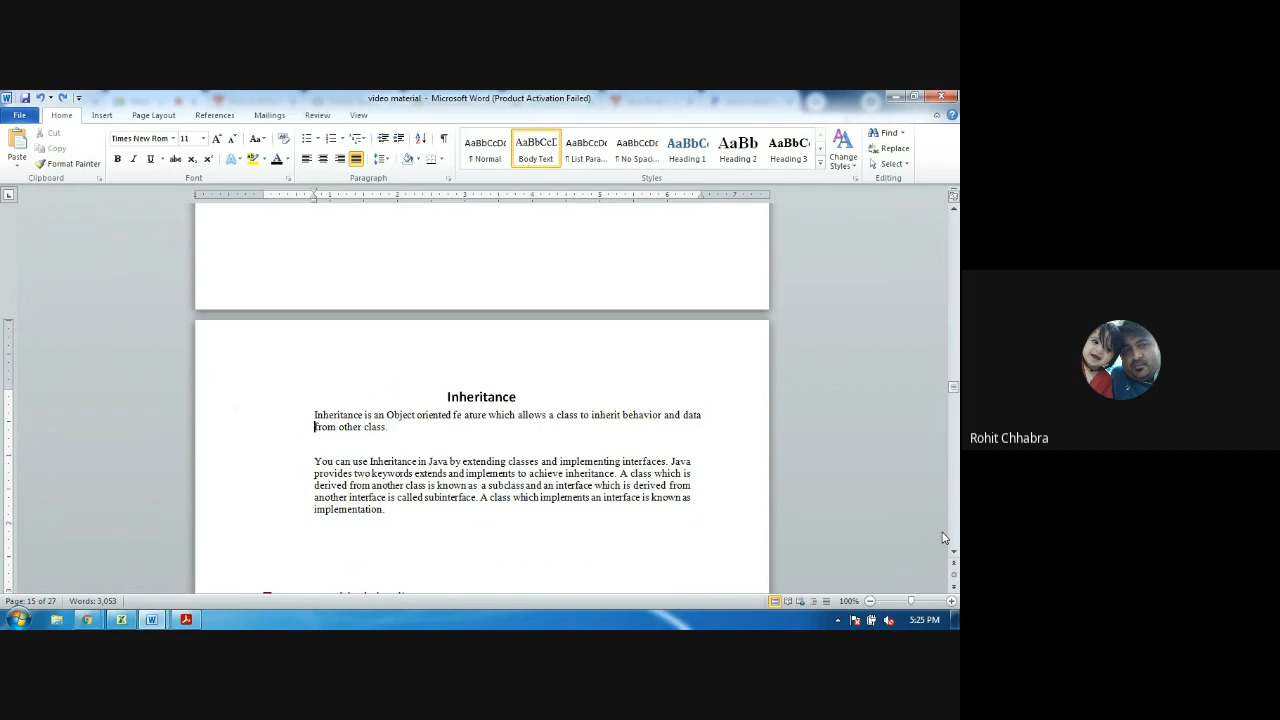 video material - Microsoft Word (Product Activation Failed)
File Home Insert Page Layout References Mailings Review View
Cut
Copy
Format Painter
Paste
Clipboard
Times New Rom 11
Font
Paragraph
AaBbCcDc AaBbCcI AaBbCcDc AaBbCcDc AaBbC AaBb AaBbC
¶ Normal Body Text ¶ List Para... ¶ No Spaci... Heading 1 Heading 2 Heading 3
Change Styles
Styles
Find
Replace
Select
Editing
Inheritance
Inheritance is an Object oriented fe ature which allows a class to inherit behavior and data
from other class.
You can use Inheritance in Java by extending classes and implementing interfaces. Java
provides two keywords extends and implements to achieve inheritance. A class which is
derived from another class is known as a subclass and an interface which is derived from
another interface is called subinterface. A class which implements an interface is known as
implementation.
Page: 15 of 27 Words: 3,053
100%
5:25 PM
Rohit Chhabra